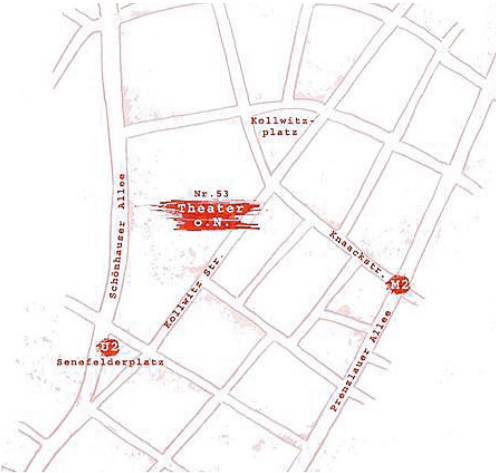 Kollwitz-
platz
Nr.53
Theater
o.N.
Schönhauser Allee
Knaackstr.
Kollwitz Str.
M2
Prenzlauer Allee
U2
Senefelderplatz